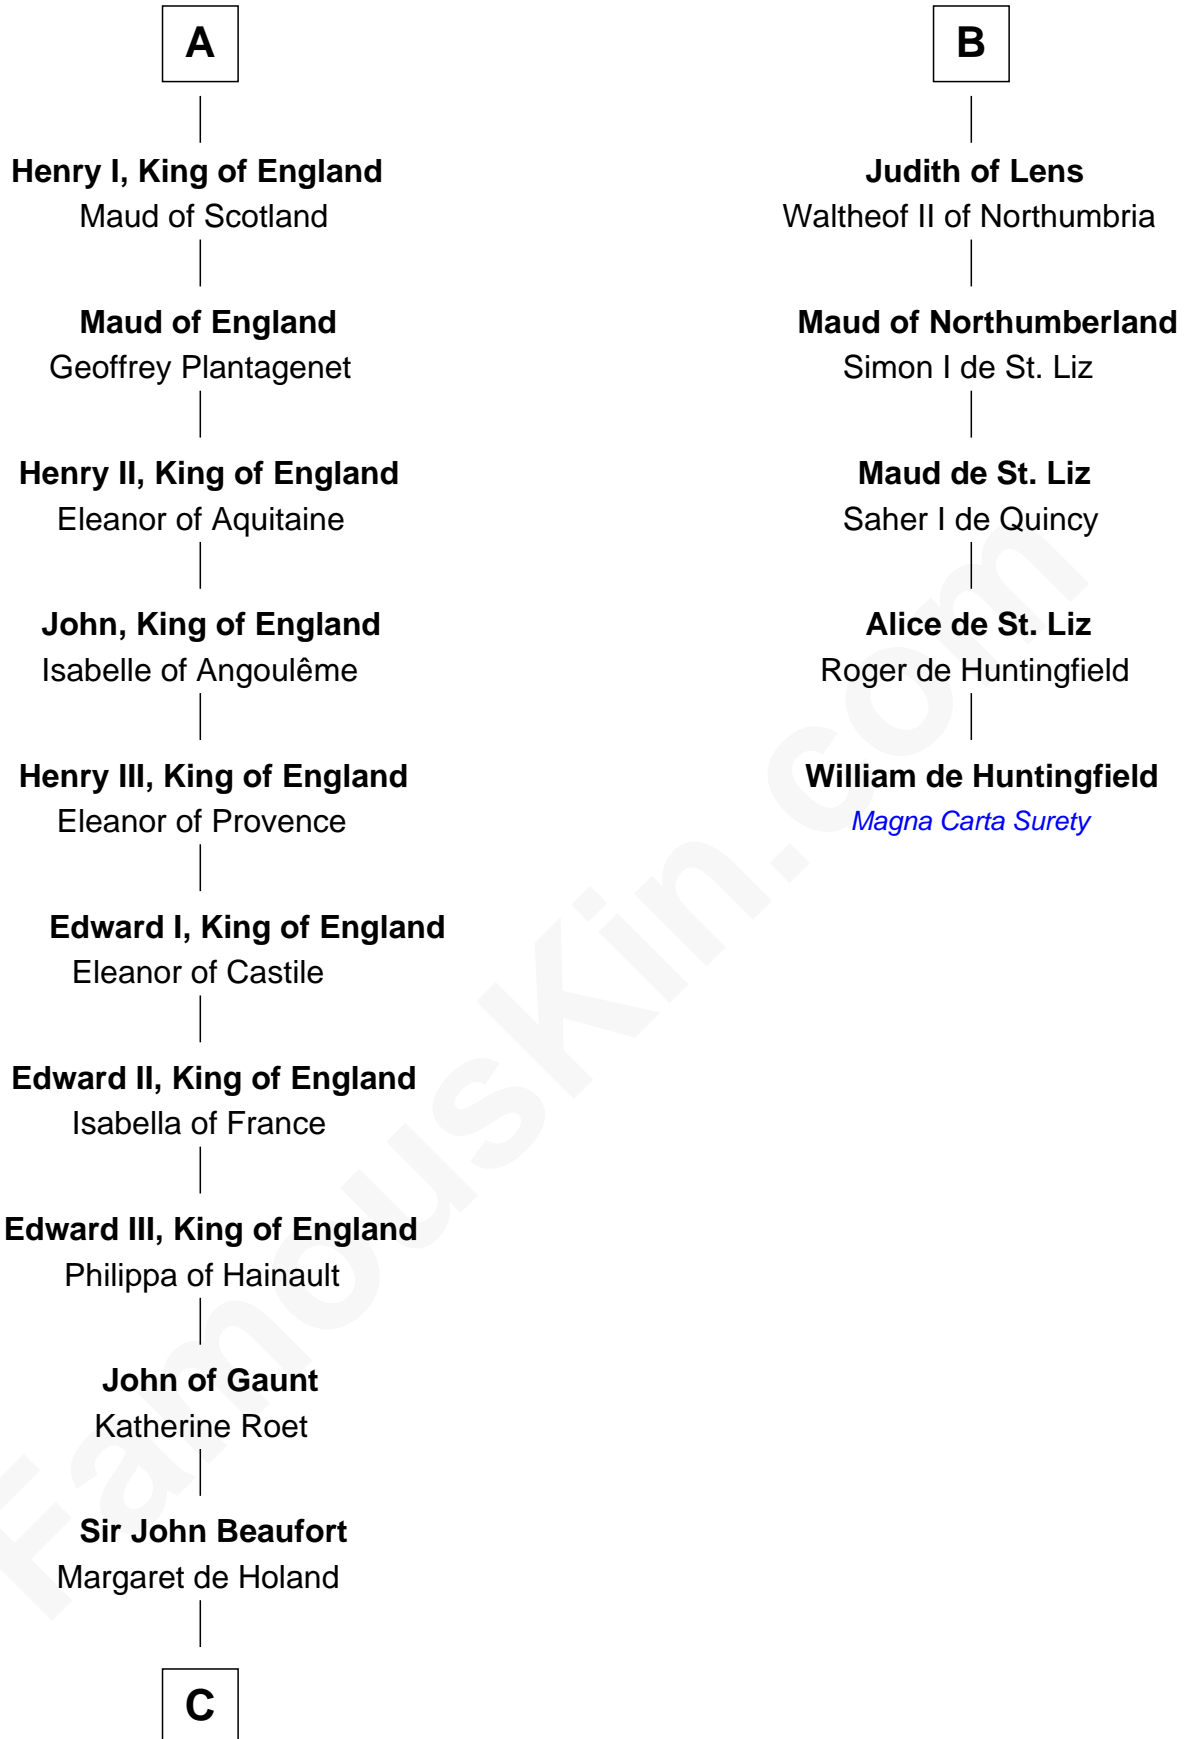 A
Henry I, King of England
Maud of Scotland
Maud of England
Geoffrey Plantagenet
Henry II, King of England
Eleanor of Aquitaine
John, King of England
Isabelle of Angoulême
Henry III, King of England
Eleanor of Provence
Edward I, King of England
Eleanor of Castile
Edward II, King of England
Isabella of France
Edward III, King of England
Philippa of Hainault
John of Gaunt
Katherine Roet
Sir John Beaufort
Margaret de Holand
C
B
Judith of Lens
Waltheof II of Northumbria
Maud of Northumberland
Simon I de St. Liz
Maud de St. Liz
Saher I de Quincy
Alice de St. Liz
Roger de Huntingfield
William de Huntingfield
Magna Carta Surety
FamousKin.com